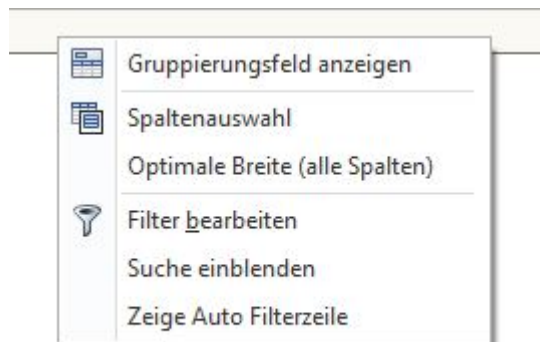 Gruppierungsfeld anzeigen
Spaltenauswahl
Optimale Breite (alle Spalten)
Filter bearbeiten
Suche einblenden
Zeige Auto Filterzeile